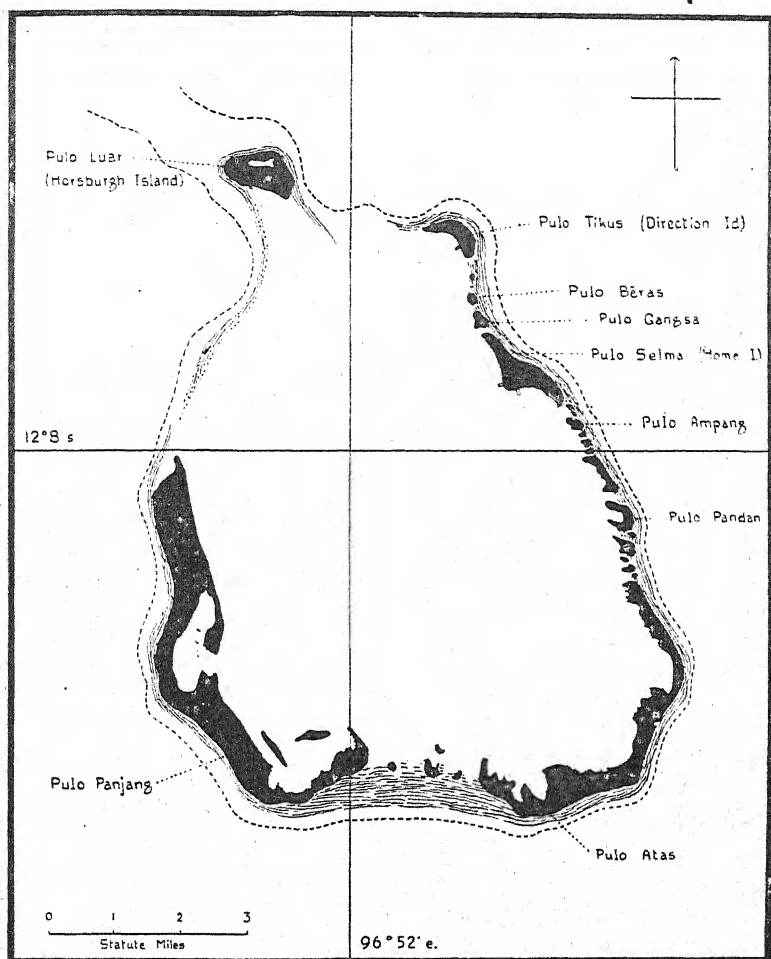 Pulo Luar
(Horsburgh Island)
Pulo Tikus (Direction Id)
Pulo Bĕras
Pulo Gangsa
Pulo Selma (Home I.)
12°8 s
Pulo Ampang
Pulo Pandan
Pulo Panjang
Pulo Atas
0 1 2 3
Statute Miles
96°52' e.